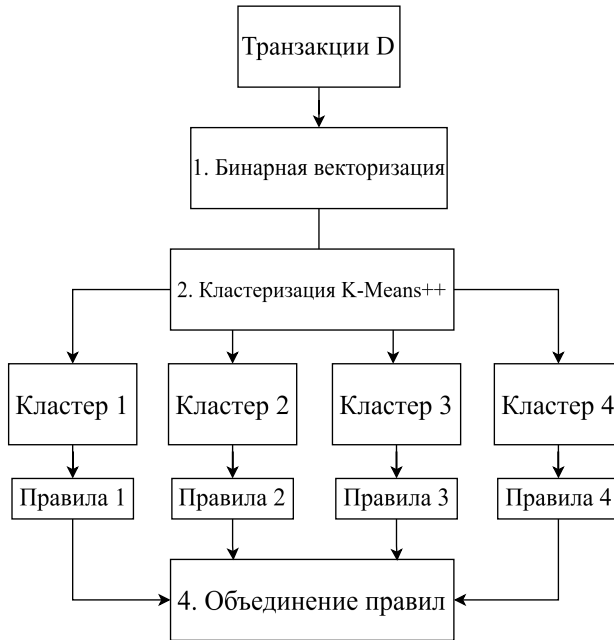 Транзакции D
1. Бинарная векторизация
2. Кластеризация K-Means++
Кластер 1
Кластер 2
Кластер 3
Кластер 4
Правила 1
Правила 2
Правила 3
Правила 4
4. Объединение правил